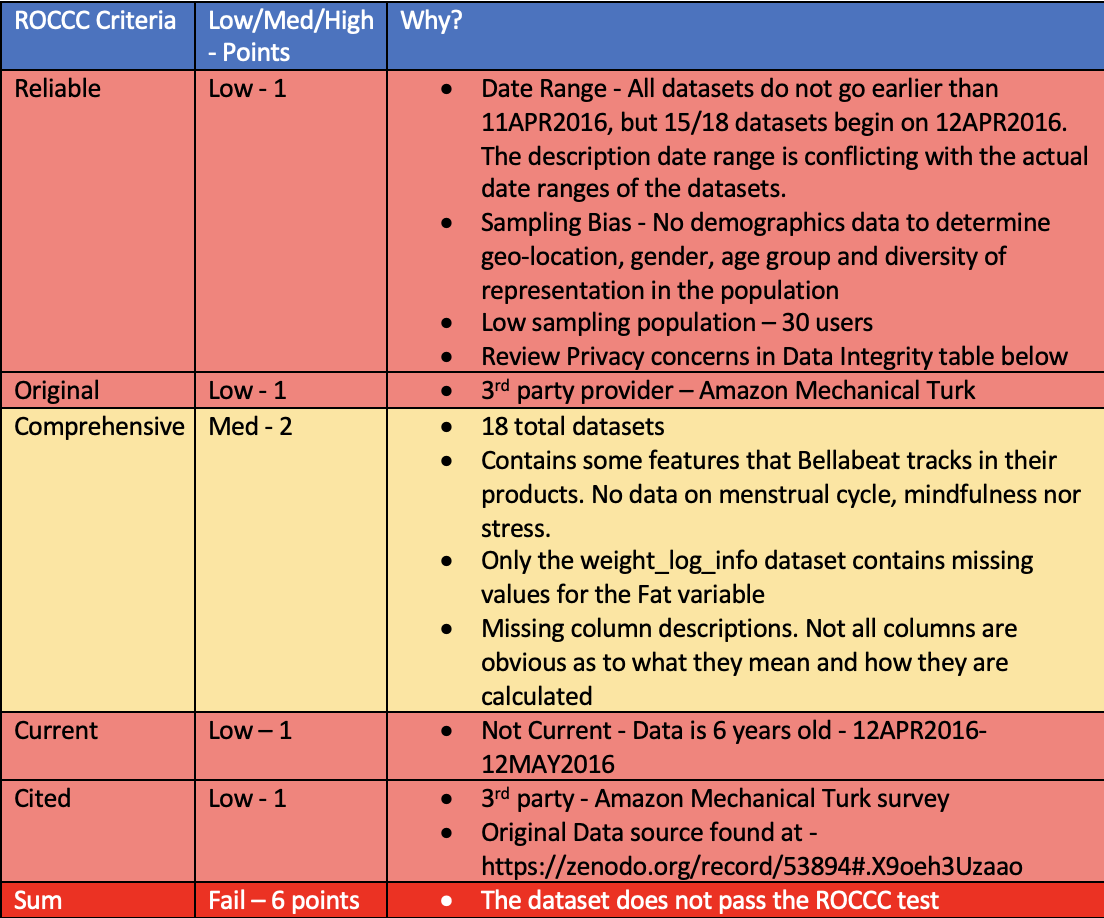 ROCCC Criteria
Low/Med/High
- Points
Why?
Reliable
Low - 1
• Date Range - All datasets do not go earlier than
11APR2016, but 15/18 datasets begin on 12APR2016.
The description date range is conflicting with the actual
date ranges of the datasets.
• Sampling Bias - No demographics data to determine
geo-location, gender, age group and diversity of
representation in the population
• Low sampling population – 30 users
• Review Privacy concerns in Data Integrity table below
Original
Low - 1
• 3rd party provider – Amazon Mechanical Turk
Comprehensive
Med - 2
• 18 total datasets
• Contains some features that Bellabeat tracks in their
products. No data on menstrual cycle, mindfulness nor
stress.
• Only the weight_log_info dataset contains missing
values for the Fat variable
• Missing column descriptions. Not all columns are
obvious as to what they mean and how they are
calculated
Current
Low – 1
• Not Current - Data is 6 years old - 12APR2016-
12MAY2016
Cited
Low - 1
• 3rd party - Amazon Mechanical Turk survey
• Original Data source found at -
https://zenodo.org/record/53894#.X9oeh3Uzaao
Sum
Fail – 6 points
• The dataset does not pass the ROCCC test